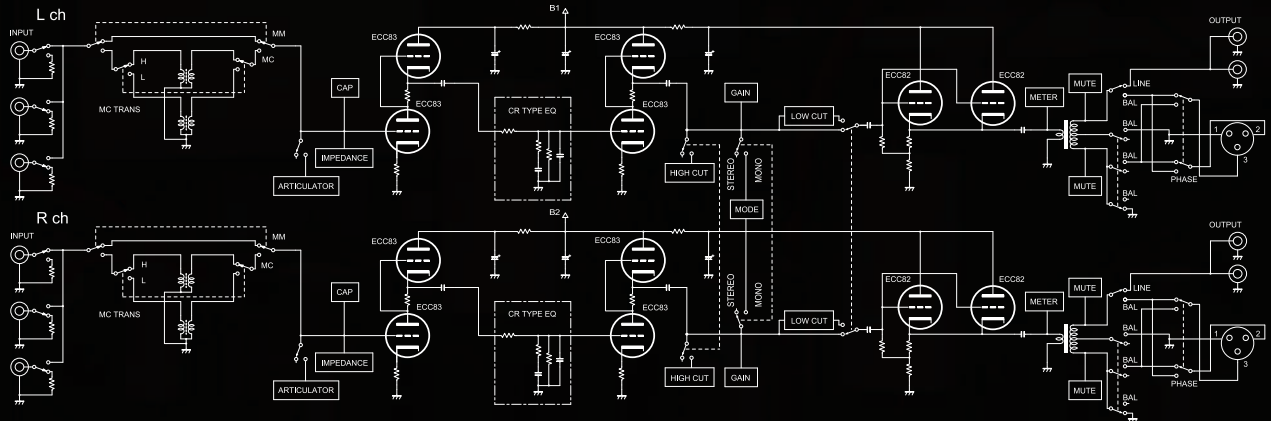 L ch
INPUT
MM
H
MC
L
MC TRANS
CAP
IMPEDANCE
ARTICULATOR
ECC83
ECC83
CR TYPE EQ
B1
ECC83
ECC83
HIGH CUT
GAIN
STEREO
MONO
MODE
LOW CUT
ECC82
ECC82
METER
MUTE
MUTE
LINE
BAL
BAL
BAL
BAL
BAL
PHASE
OUTPUT
1
2
3
R ch
INPUT
MM
H
MC
L
MC TRANS
CAP
IMPEDANCE
ARTICULATOR
ECC83
ECC83
CR TYPE EQ
B2
ECC83
ECC83
HIGH CUT
STEREO
MONO
GAIN
LOW CUT
ECC82
ECC82
METER
MUTE
MUTE
LINE
BAL
BAL
BAL
BAL
BAL
PHASE
OUTPUT
1
2
3